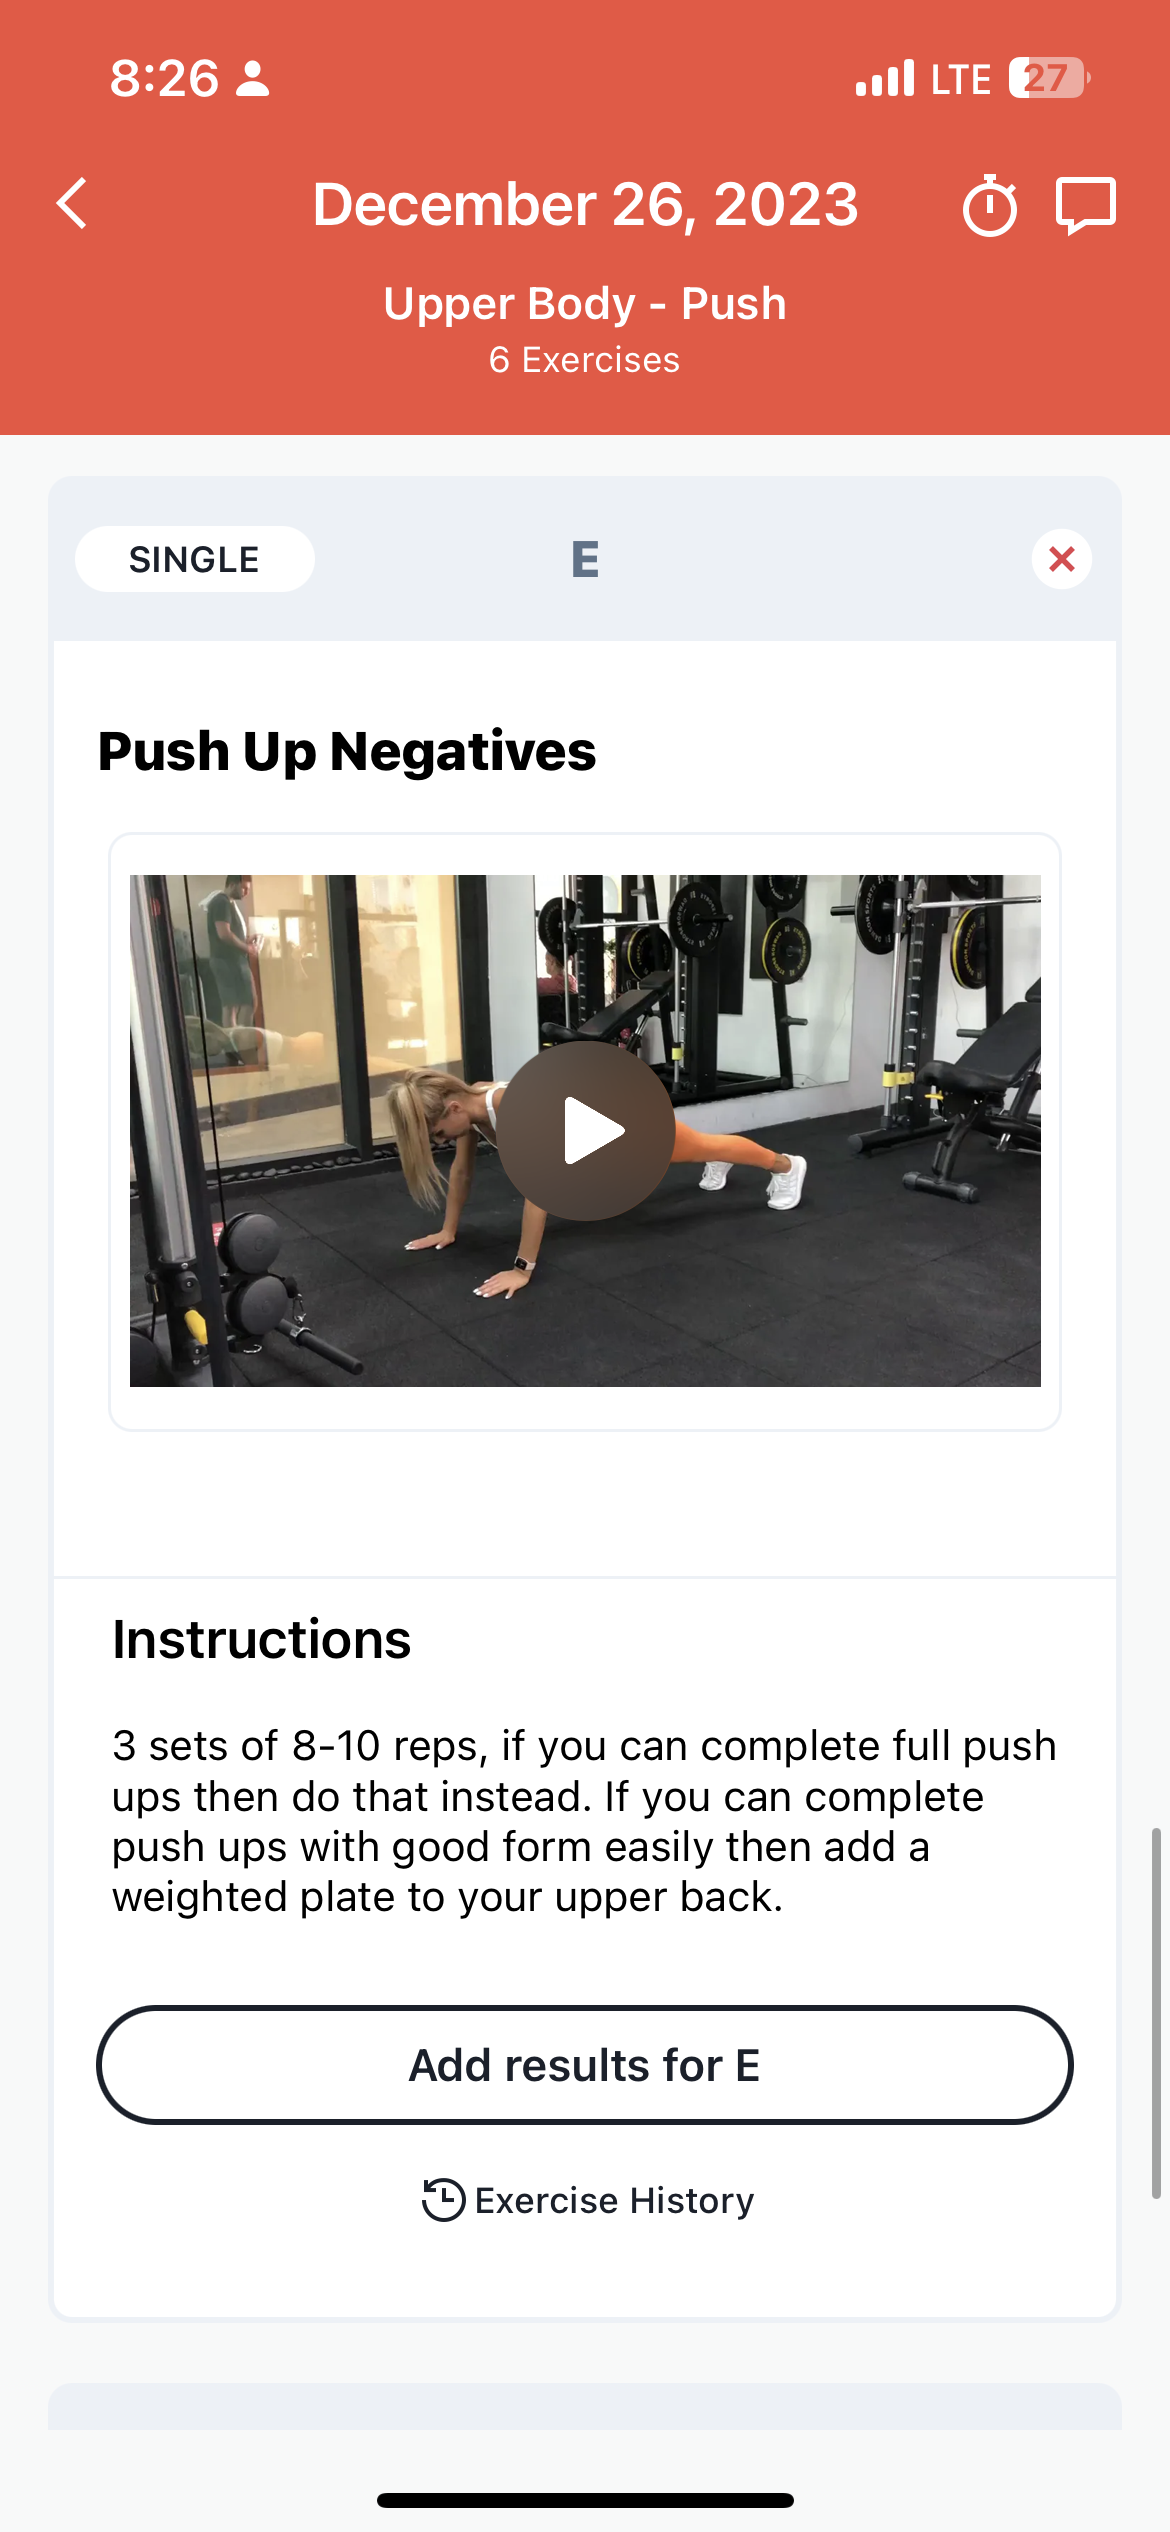 8:26
LTE
27
December 26, 2023
Upper Body - Push
6 Exercises
SINGLE
E
Push Up Negatives
Instructions
3 sets of 8-10 reps, if you can complete full push
ups then do that instead. If you can complete
push ups with good form easily then add a
weighted plate to your upper back.
Add results for E
Exercise History